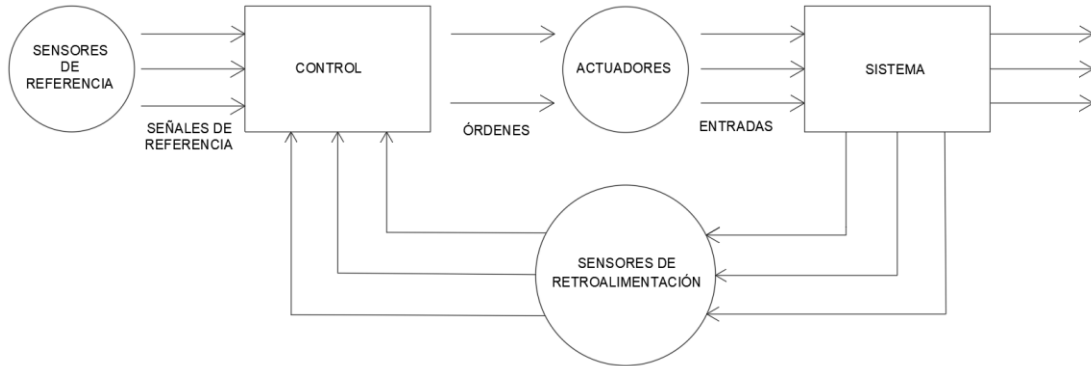 SENSORES
DE
REFERENCIA
SEÑALES DE
REFERENCIA
CONTROL
ÓRDENES
ACTUADORES
ENTRADAS
SISTEMA
SENSORES DE
RETROALIMENTACIÓN